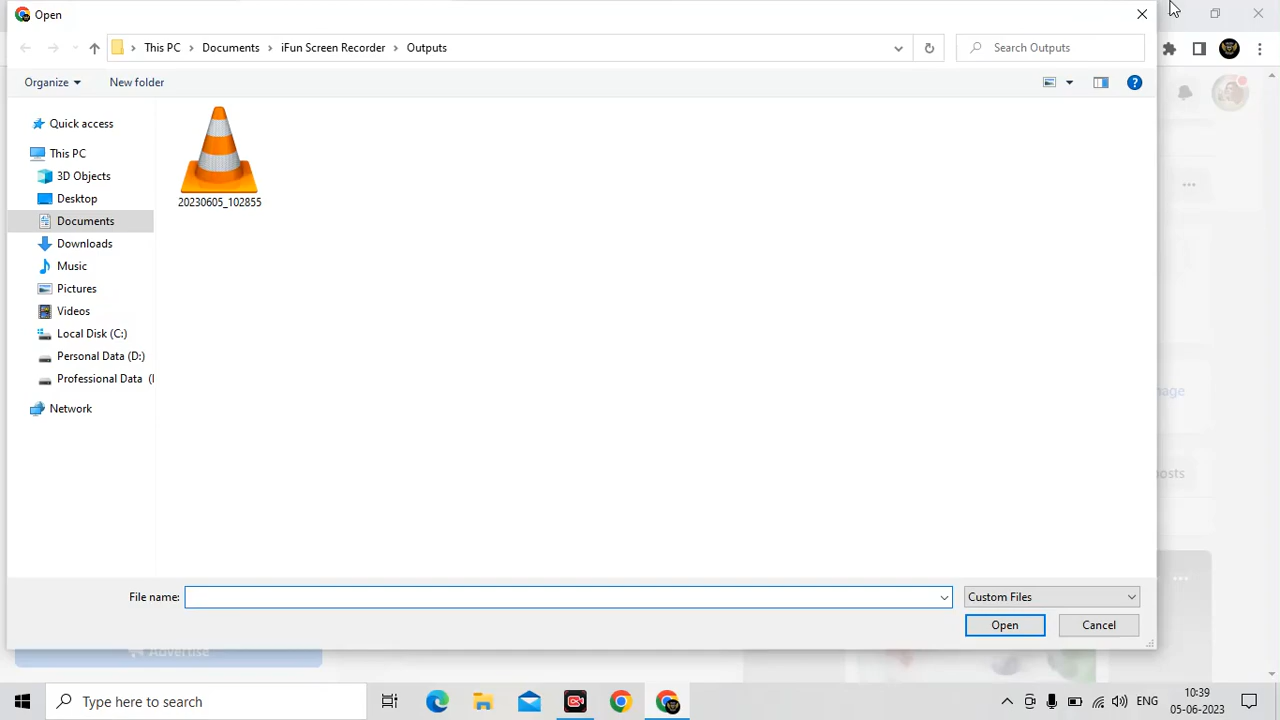 Open
This PC Documents iFun Screen Recorder Outputs
Search Outputs
Organize
New folder
Quick access
This PC
3D Objects
Desktop
Documents
Downloads
Music
Pictures
Videos
Local Disk (C:)
Personal Data (D:)
Professional Data (
Network
20230605_102855
File name:
Custom Files
Open
Cancel
Advertise
Type here to search
ENG
10:39
05-06-2023